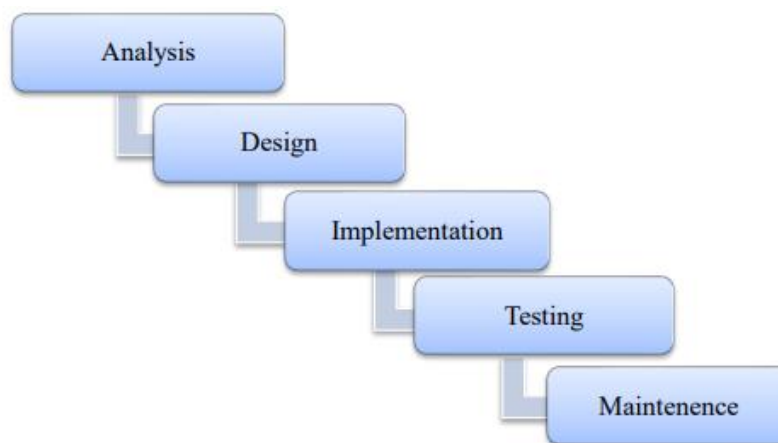 Analysis
Design
Implementation
Testing
Maintenence